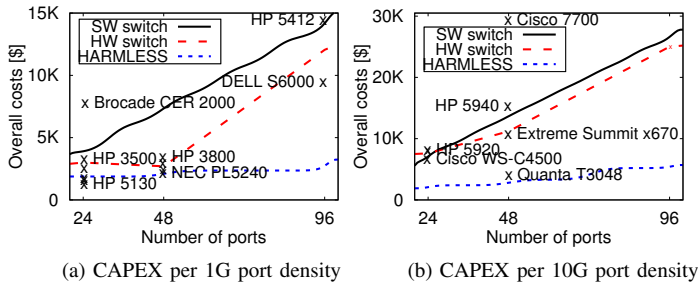 Overall costs [$]
15K
10K
5K
0
SW switch
HW switch
HARMLESS
HP 5412
DELL S6000
Brocade CER 2000
HP 3500
HP 3800
NEC PL5240
HP 5130
24
48
96
Number of ports
(a) CAPEX per 1G port density
Overall costs [$]
30K
20K
10K
0
SW switch
HW switch
HARMLESS
Cisco 7700
HP 5940
Extreme Summit x670
HP 5920
Cisco WS-C4500
Quanta T3048
24
48
96
Number of ports
(b) CAPEX per 10G port density